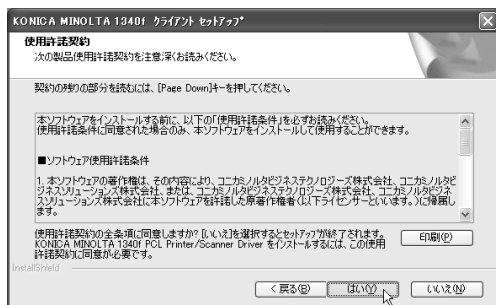 KONICA MINOLTA 1340f ｸﾗｲｱﾝﾄ ｾｯﾄｱｯﾌﾟ
使用許諾契約
次の製品使用許諾契約を注意深くお読みください。
契約の残りの部分を読むには、[Page Down]キーを押してください。
本ソフトウェアをインストールする前に、以下の「使用許諾条件」を必ずお読みください。
使用許諾条件に同意された場合のみ、本ソフトウェアをインストールして使用することができます。
■ソフトウェア使用許諾条件
1. 本ソフトウェアの著作権は、その内容により、コニカミノルタビジネステクノロジーズ株式会社、コニカミノルタビ
ジネスソリューションズ株式会社、または、コニカミノルタビジネステクノロジーズ株式会社、コニカミノルタビジネ
スソリューションズ株式会社に本ソフトウェアを許諾した原著作権者（以下ライセンサーといいます。）に帰属し
ます。
使用許諾契約の全条項に同意しますか? [いいえ]を選択するとセットアップが終了されます。
KONICA MINOLTA 1340f PCL Printer/Scanner Driver をインストールするには、この使用
許諾契約に同意が必要です。
印刷(P)
InstallShield
< 戻る(B)
はい(Y)
いいえ(N)